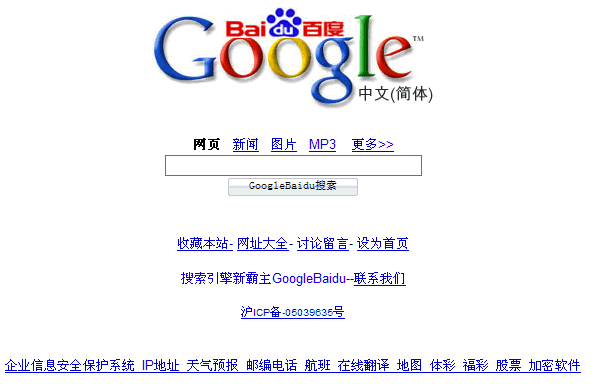 Bai du 百度
Google™
中文(简体)
网页 新闻 图片 MP3 更多>>
GoogleBaidu搜索
收藏本站- 网址大全- 讨论留言- 设为首页
搜索引擎新霸主GoogleBaidu--联系我们
沪ICP备-05039635号
企业信息安全保护系统 IP地址 天气预报 邮编电话 航班 在线翻译 地图 体彩 福彩 股票 加密软件